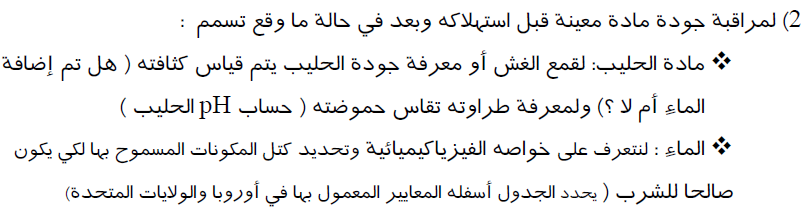 2) لمراقبة جودة مادة معينة قبل استهلاكه وبعد في حالة ما وقع تسمم :
❖ مادة الحليب: لقمع الغش أو معرفة جودة الحليب يتم قياس كثافته ( هل تم إضافة
الماءِ أم لا ؟) ولمعرفة طراوته تقاس حموضته ( حساب pH الحليب )
❖ الماءِ : لنتعرف على خواصه الفيزياكيميائية وتحديد كتل المكونات المسموح بها لكي يكون
صالحا للشرب ( يحدد الجدول أسفله المعايير المعمول بها في أوروبا والولايات المتحدة)